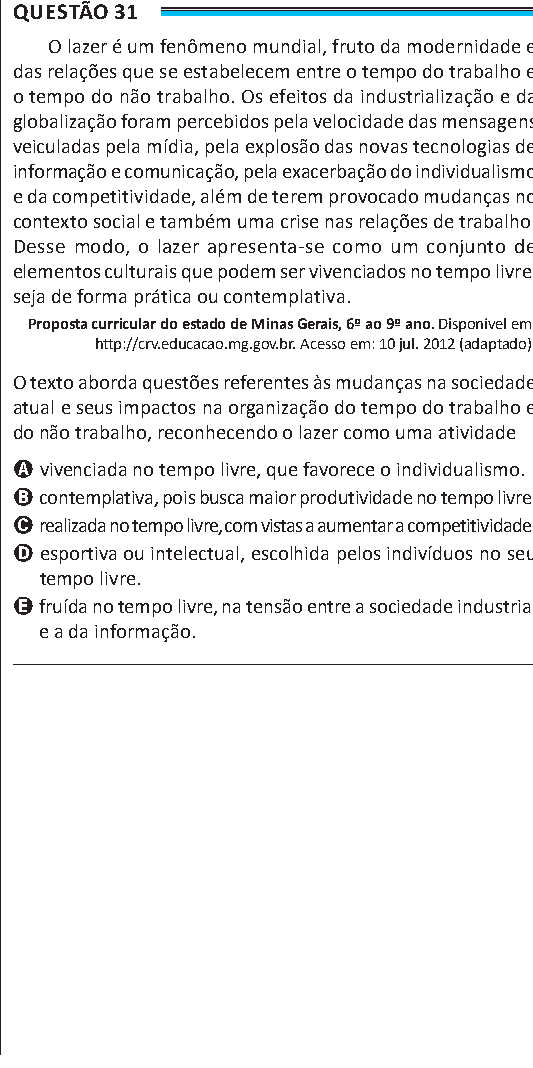 QUESTÃO 31
O lazer é um fenômeno mundial, fruto da modernidade e
das relações que se estabelecem entre o tempo do trabalho e
o tempo do não trabalho. Os efeitos da industrialização e da
globalização foram percebidos pela velocidade das mensagens
veiculadas pela mídia, pela explosão das novas tecnologias de
informação e comunicação, pela exacerbação do individualismo
e da competitividade, além de terem provocado mudanças no
contexto social e também uma crise nas relações de trabalho
Desse modo, o lazer apresenta-se como um conjunto de
elementos culturais que podem ser vivenciados no tempo livre
seja de forma prática ou contemplativa.
Proposta curricular do estado de Minas Gerais, 6º ao 9º ano. Disponível em
http://crv.educacao.mg.gov.br. Acesso em: 10 jul. 2012 (adaptado)
O texto aborda questões referentes às mudanças na sociedade
atual e seus impactos na organização do tempo do trabalho e
do não trabalho, reconhecendo o lazer como uma atividade
A vivenciada no tempo livre, que favorece o individualismo.
B contemplativa, pois busca maior produtividade no tempo livre
C realizada no tempo livre, com vistas a aumentar a competitividade
D esportiva ou intelectual, escolhida pelos indivíduos no seu
tempo livre.
E fruída no tempo livre, na tensão entre a sociedade industria
e a da informação.